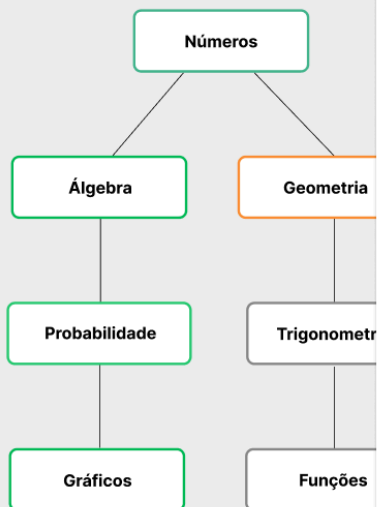 Números
Álgebra
Geometria
Probabilidade
Trigonometr
Gráficos
Funções